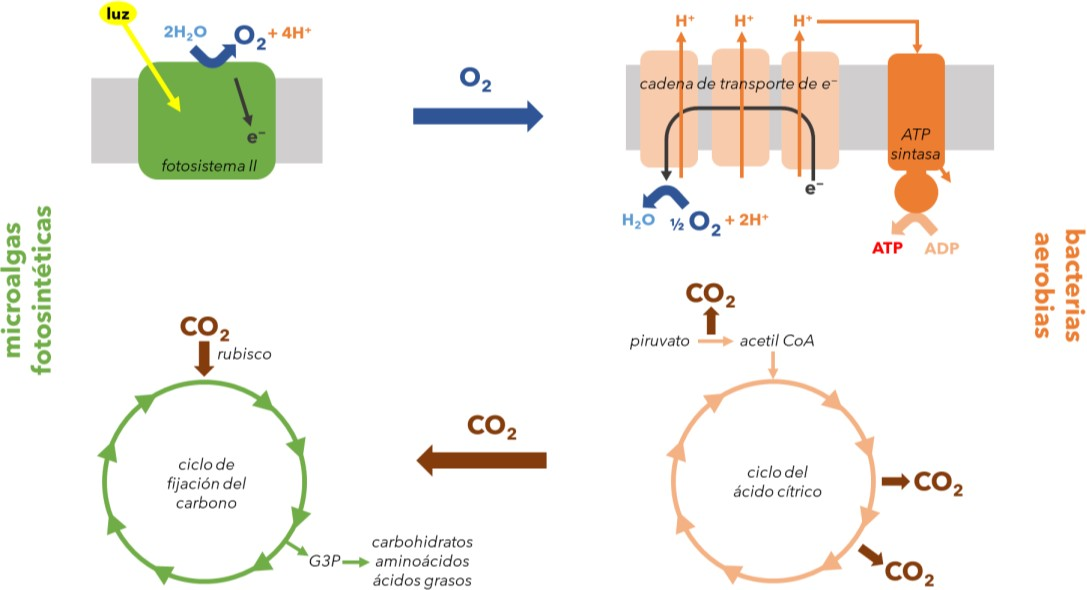 luz
2H₂O O₂ + 4H⁺
e⁻
fotosistema II
O₂
H⁺ H⁺ H⁺
cadena de transporte de e⁻
ATP
sintasa
e⁻
H₂O ½ O₂ + 2H⁺
ATP ADP
microalgas
fotosintéticas
bacterias
aerobias
CO₂
rubisco
ciclo de
fijación del
carbono
G3P
carbohidratos
aminoácidos
ácidos grasos
CO₂
CO₂
piruvato acetil CoA
ciclo del
ácido cítrico
CO₂
CO₂